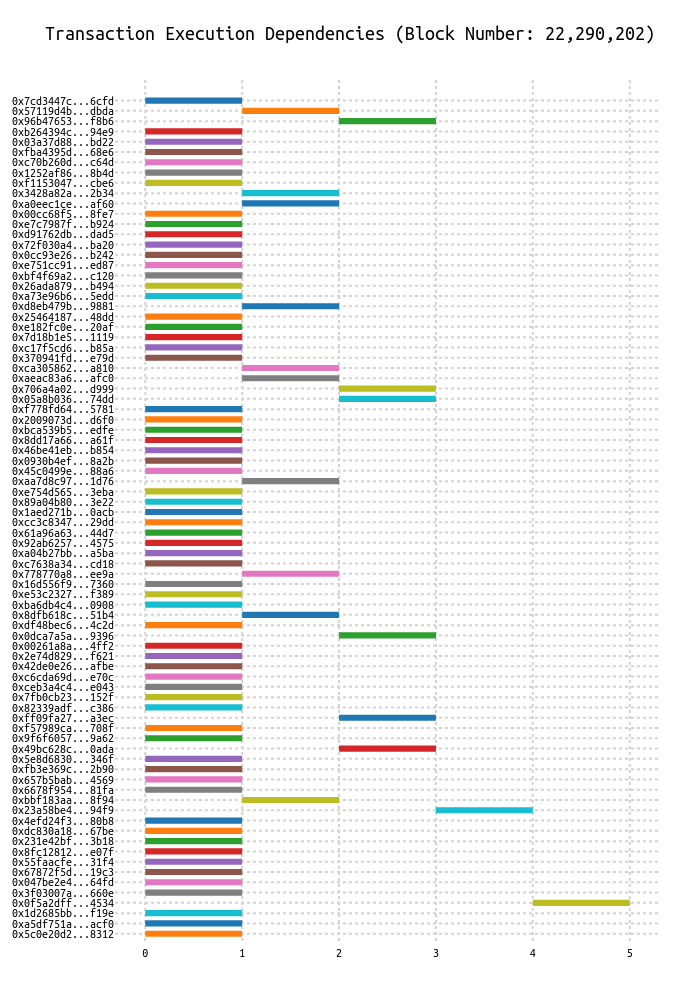 Transaction Execution Dependencies (Block Number: 22,290,202)
0x7cd3447c...6cfd
0x57119d4b...dbda
0x96b47653...f8b6
0xb264394c...94e9
0x03a37d88...bd22
0xfba4395d...68e6
0xc70b260d...c64d
0x1252af86...8b4d
0xf1153047...cbe6
0x3428a82a...2b34
0xa0eec1ce...af60
0x00cc68f5...8fe7
0xe7c7987f...b924
0xd91762db...dad5
0x72f030a4...ba20
0x0cc93e26...b242
0xe751cc91...ed87
0xbf4f69a2...c120
0x26ada879...b494
0xa73e96b6...5edd
0xd8eb479b...9881
0x25464187...48dd
0xe182fc0e...20af
0x7d18b1e5...1119
0xc17f5cd6...b85a
0x370941fd...e79d
0xca305862...a810
0xaeac83a6...afc0
0x706a4a02...d999
0x05a8b036...74dd
0xf778fd64...5781
0x2009073d...d6f0
0xbca539b5...edfe
0x8dd17a66...a61f
0x46be41eb...b854
0x0930b4ef...8a2b
0x45c0499e...88a6
0xaa7d8c97...1d76
0xe754d565...3eba
0x89a04b80...3e22
0x1aed271b...0acb
0xcc3c8347...29dd
0x61a96a63...44d7
0x92ab6257...4575
0xa04b27bb...a5ba
0xc7638a34...cd18
0x778770a8...ee9a
0x16d556f9...7360
0xe53c2327...f389
0xba6db4c4...0908
0x8dfb618c...51b4
0xdf48bec6...4c2d
0x0dca7a5a...9396
0x00261a8a...4ff2
0x2e74d829...f621
0x42de0e26...afbe
0xc6cda69d...e70c
0xceb3a4c4...e043
0x7fb0cb23...152f
0x82339adf...c386
0xff09fa27...a3ec
0xf57989ca...708f
0x9f6f6057...9a62
0x49bc628c...0ada
0x5e8d6830...346f
0xfb3e369c...2b90
0x657b5bab...4569
0x6678f954...81fa
0xbbf183aa...8f94
0x23a58be4...94f9
0x4efd24f3...80b8
0xdc830a18...67be
0x231e42bf...3b18
0x8fc12812...e07f
0x55faacfe...31f4
0x67872f5d...19c3
0x047be2e4...64fd
0x3f03007a...660e
0x0f5a2dff...4534
0x1d2685bb...f19e
0xa5df751a...acf0
0x5c0e20d2...8312
0 1 2 3 4 5